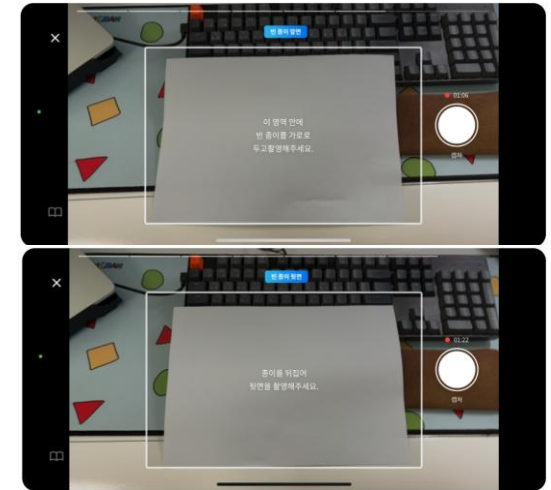 빈 종이 앞면
이 영역 안에
빈 종이를 가로로
두고촬영해주세요.
01:06
캡처
빈 종이 뒷면
종이을 뒤집어
뒷면을 촬영해주세요.
01:22
캡처